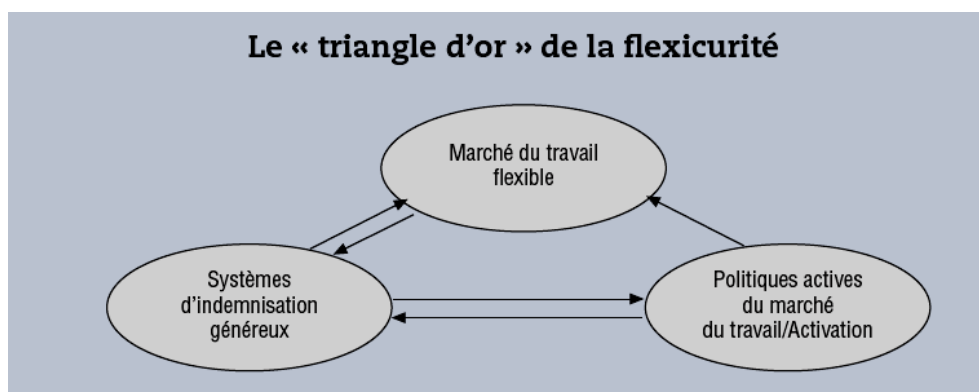 Le « triangle d'or » de la flexicurité
Marché du travail
flexible
Systèmes
d'indemnisation
généreux
Politiques actives
du marché
du travail/Activation